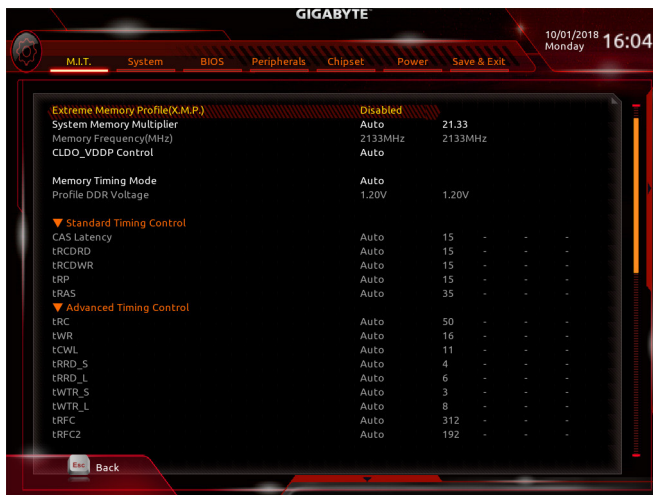 GIGABYTE™
10/01/2018
Monday
16:04
M.I.T. System BIOS Peripherals Chipset Power Save & Exit
Extreme Memory Profile(X.M.P.) Disabled
System Memory Multiplier Auto 21.33
Memory Frequency(MHz) 2133MHz 2133MHz
CLDO_VDDP Control Auto
Memory Timing Mode Auto
Profile DDR Voltage 1.20V 1.20V
▼ Standard Timing Control
CAS Latency Auto 15 - - -
tRCDRD Auto 15 - - -
tRCDWR Auto 15 - - -
tRP Auto 15 - - -
tRAS Auto 35 - - -
▼ Advanced Timing Control
tRC Auto 50 - - -
tWR Auto 16 - - -
tCWL Auto 11 - - -
tRRD_S Auto 4 - - -
tRRD_L Auto 6 - - -
tWTR_S Auto 3 - - -
tWTR_L Auto 8 - - -
tRFC Auto 312 - - -
tRFC2 Auto 192 - - -
Esc Back